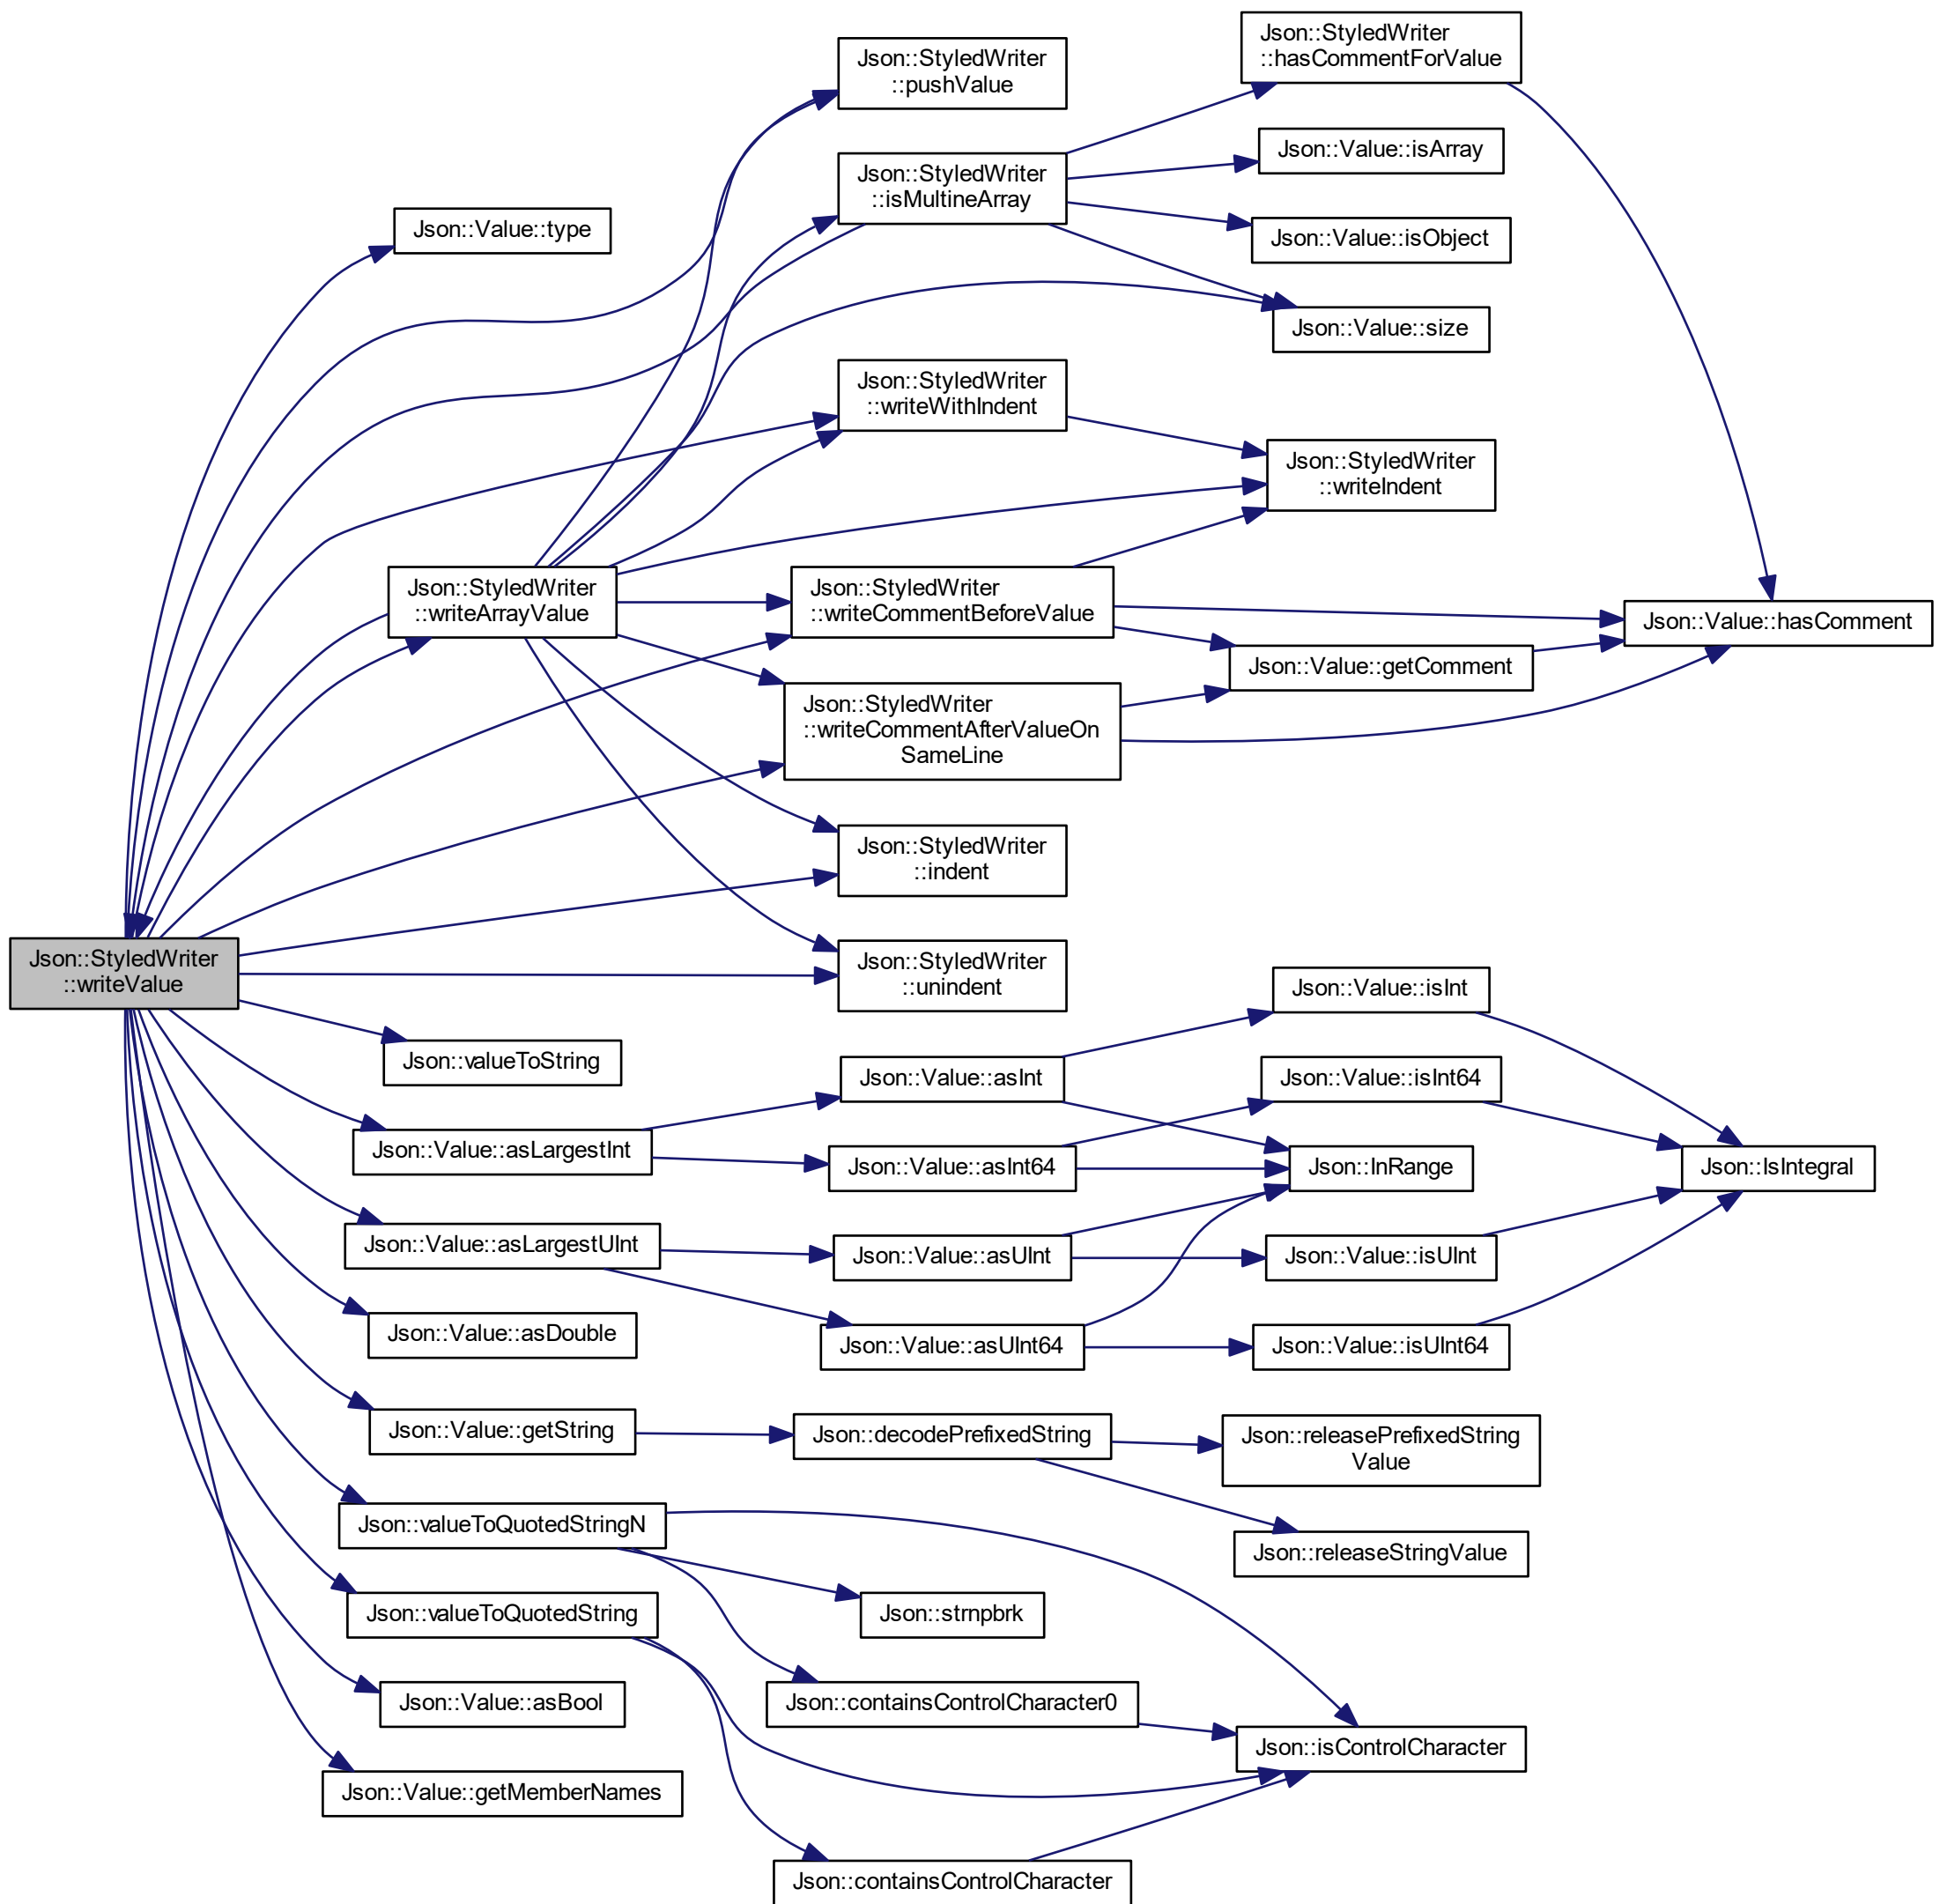 Json::StyledWriter
::hasCommentForValue
Json::StyledWriter
::pushValue
Json::Value::isArray
Json::StyledWriter
::isMultineArray
Json::Value::type
Json::Value::isObject
Json::Value::size
Json::StyledWriter
::writeWithIndent
Json::StyledWriter
::writeIndent
Json::StyledWriter
::writeArrayValue
Json::StyledWriter
::writeCommentBeforeValue
Json::Value::hasComment
Json::Value::getComment
Json::StyledWriter
::writeCommentAfterValueOn
SameLine
Json::StyledWriter
::indent
Json::StyledWriter
::writeValue
Json::StyledWriter
::unindent
Json::Value::isInt
Json::valueToString
Json::Value::asInt
Json::Value::isInt64
Json::Value::asLargestInt
Json::Value::asInt64
Json::InRange
Json::IsIntegral
Json::Value::asLargestUInt
Json::Value::asUInt
Json::Value::isUInt
Json::Value::asDouble
Json::Value::asUInt64
Json::Value::isUInt64
Json::Value::getString
Json::decodePrefixedString
Json::releasePrefixedString
Value
Json::valueToQuotedStringN
Json::releaseStringValue
Json::valueToQuotedString
Json::strnpbrk
Json::Value::asBool
Json::containsControlCharacter0
Json::isControlCharacter
Json::Value::getMemberNames
Json::containsControlCharacter